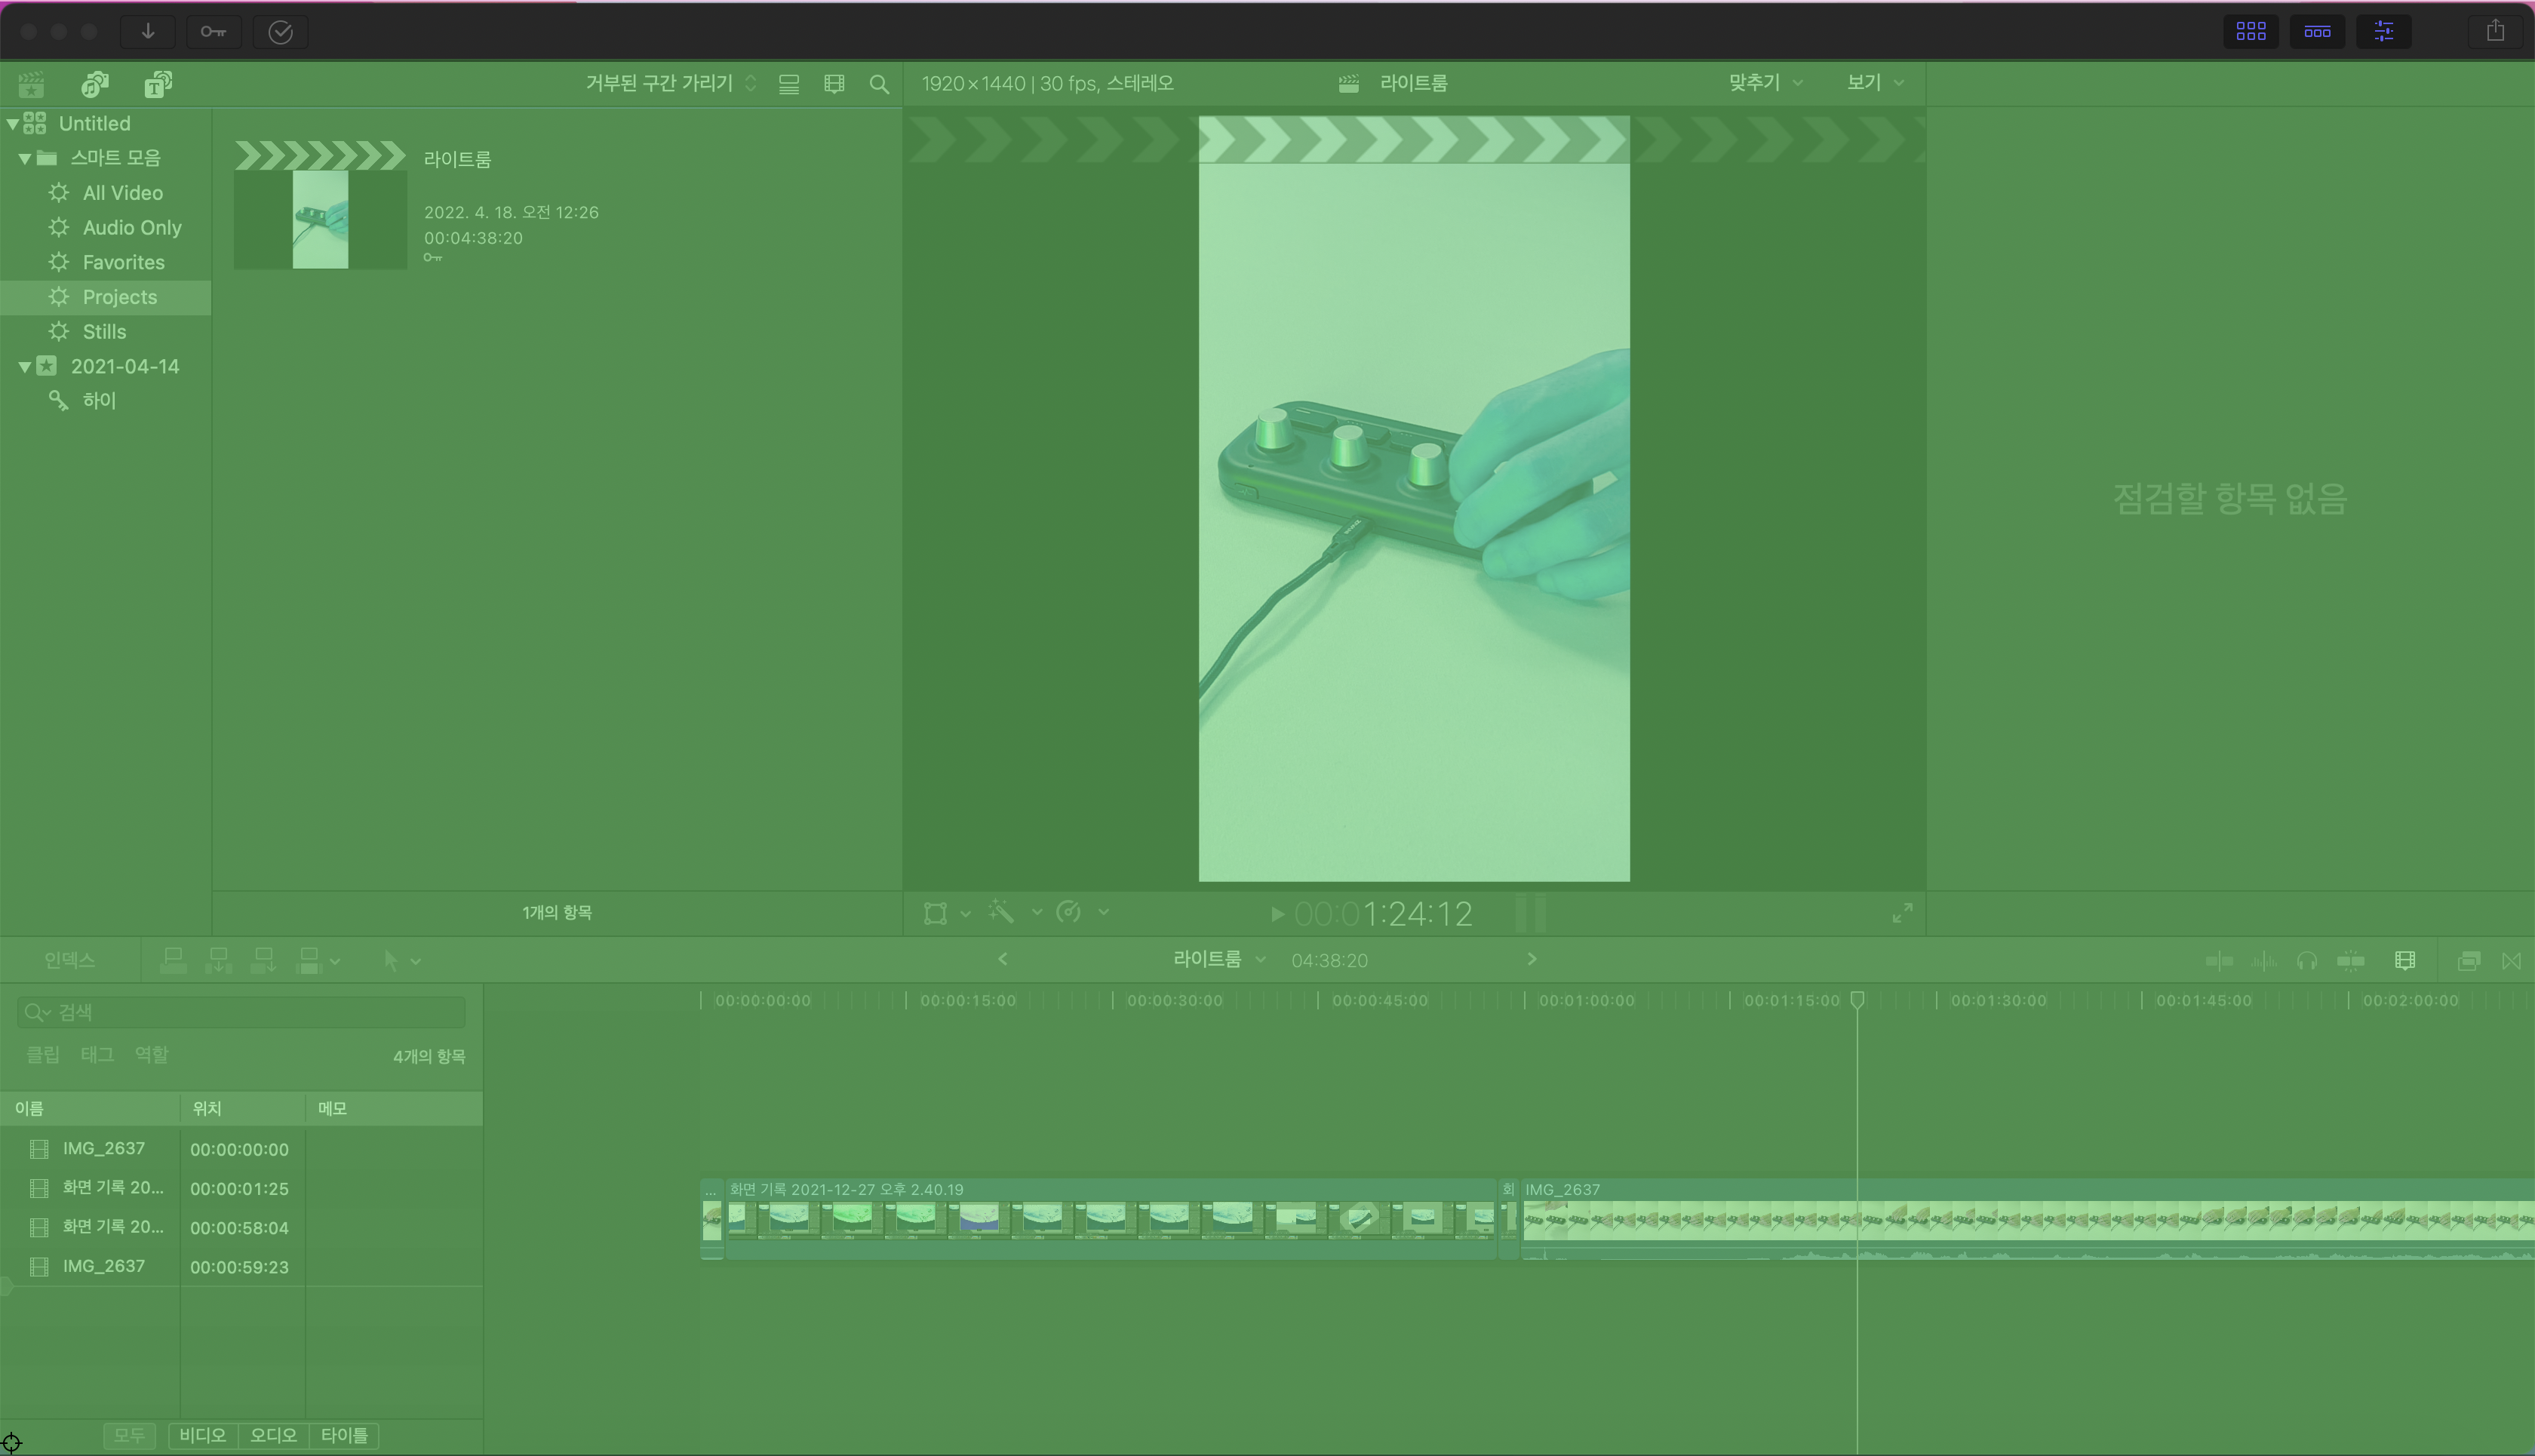 거부된 구간 가리기
1920×1440 | 30 fps, 스테레오
라이트룸
맞추기
보기
Untitled
스마트 모음
All Video
Audio Only
Favorites
Projects
Stills
2021-04-14
하이
라이트룸
2022. 4. 18. 오전 12:26
00:04:38:20
점검할 항목 없음
1개의 항목
00:01:24:12
인덱스
라이트룸
04:38:20
검색
클립 태그 역할
4개의 항목
이름 위치 메모
IMG_2637 00:00:00:00
화면 기록 20... 00:00:01:25
화면 기록 20... 00:00:58:04
IMG_2637 00:00:59:23
모두 비디오 오디오 타이틀
00:00:00:00 00:00:15:00 00:00:30:00 00:00:45:00 00:01:00:00 00:01:15:00 00:01:30:00 00:01:45:00 00:02:00:00
... 화면 기록 2021-12-27 오후 2.40.19 회 IMG_2637